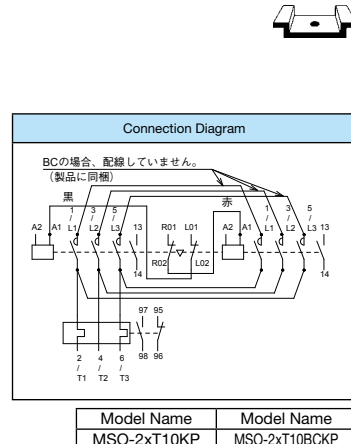 Connection Diagram
BCの場合、配線していません。
(製品に同梱)
黒 赤
1 3 5 1 3 5
/ / / / / /
A2 A1 L1 L2 L3 13 R01 L01 A2 A1 L1 L2 L3 13
R02 L02
14 14
97 95
98 96
2 4 6
/ / /
T1 T2 T3
Model Name Model Name
MSO-2xT10KP MSO-2xT10BCKP